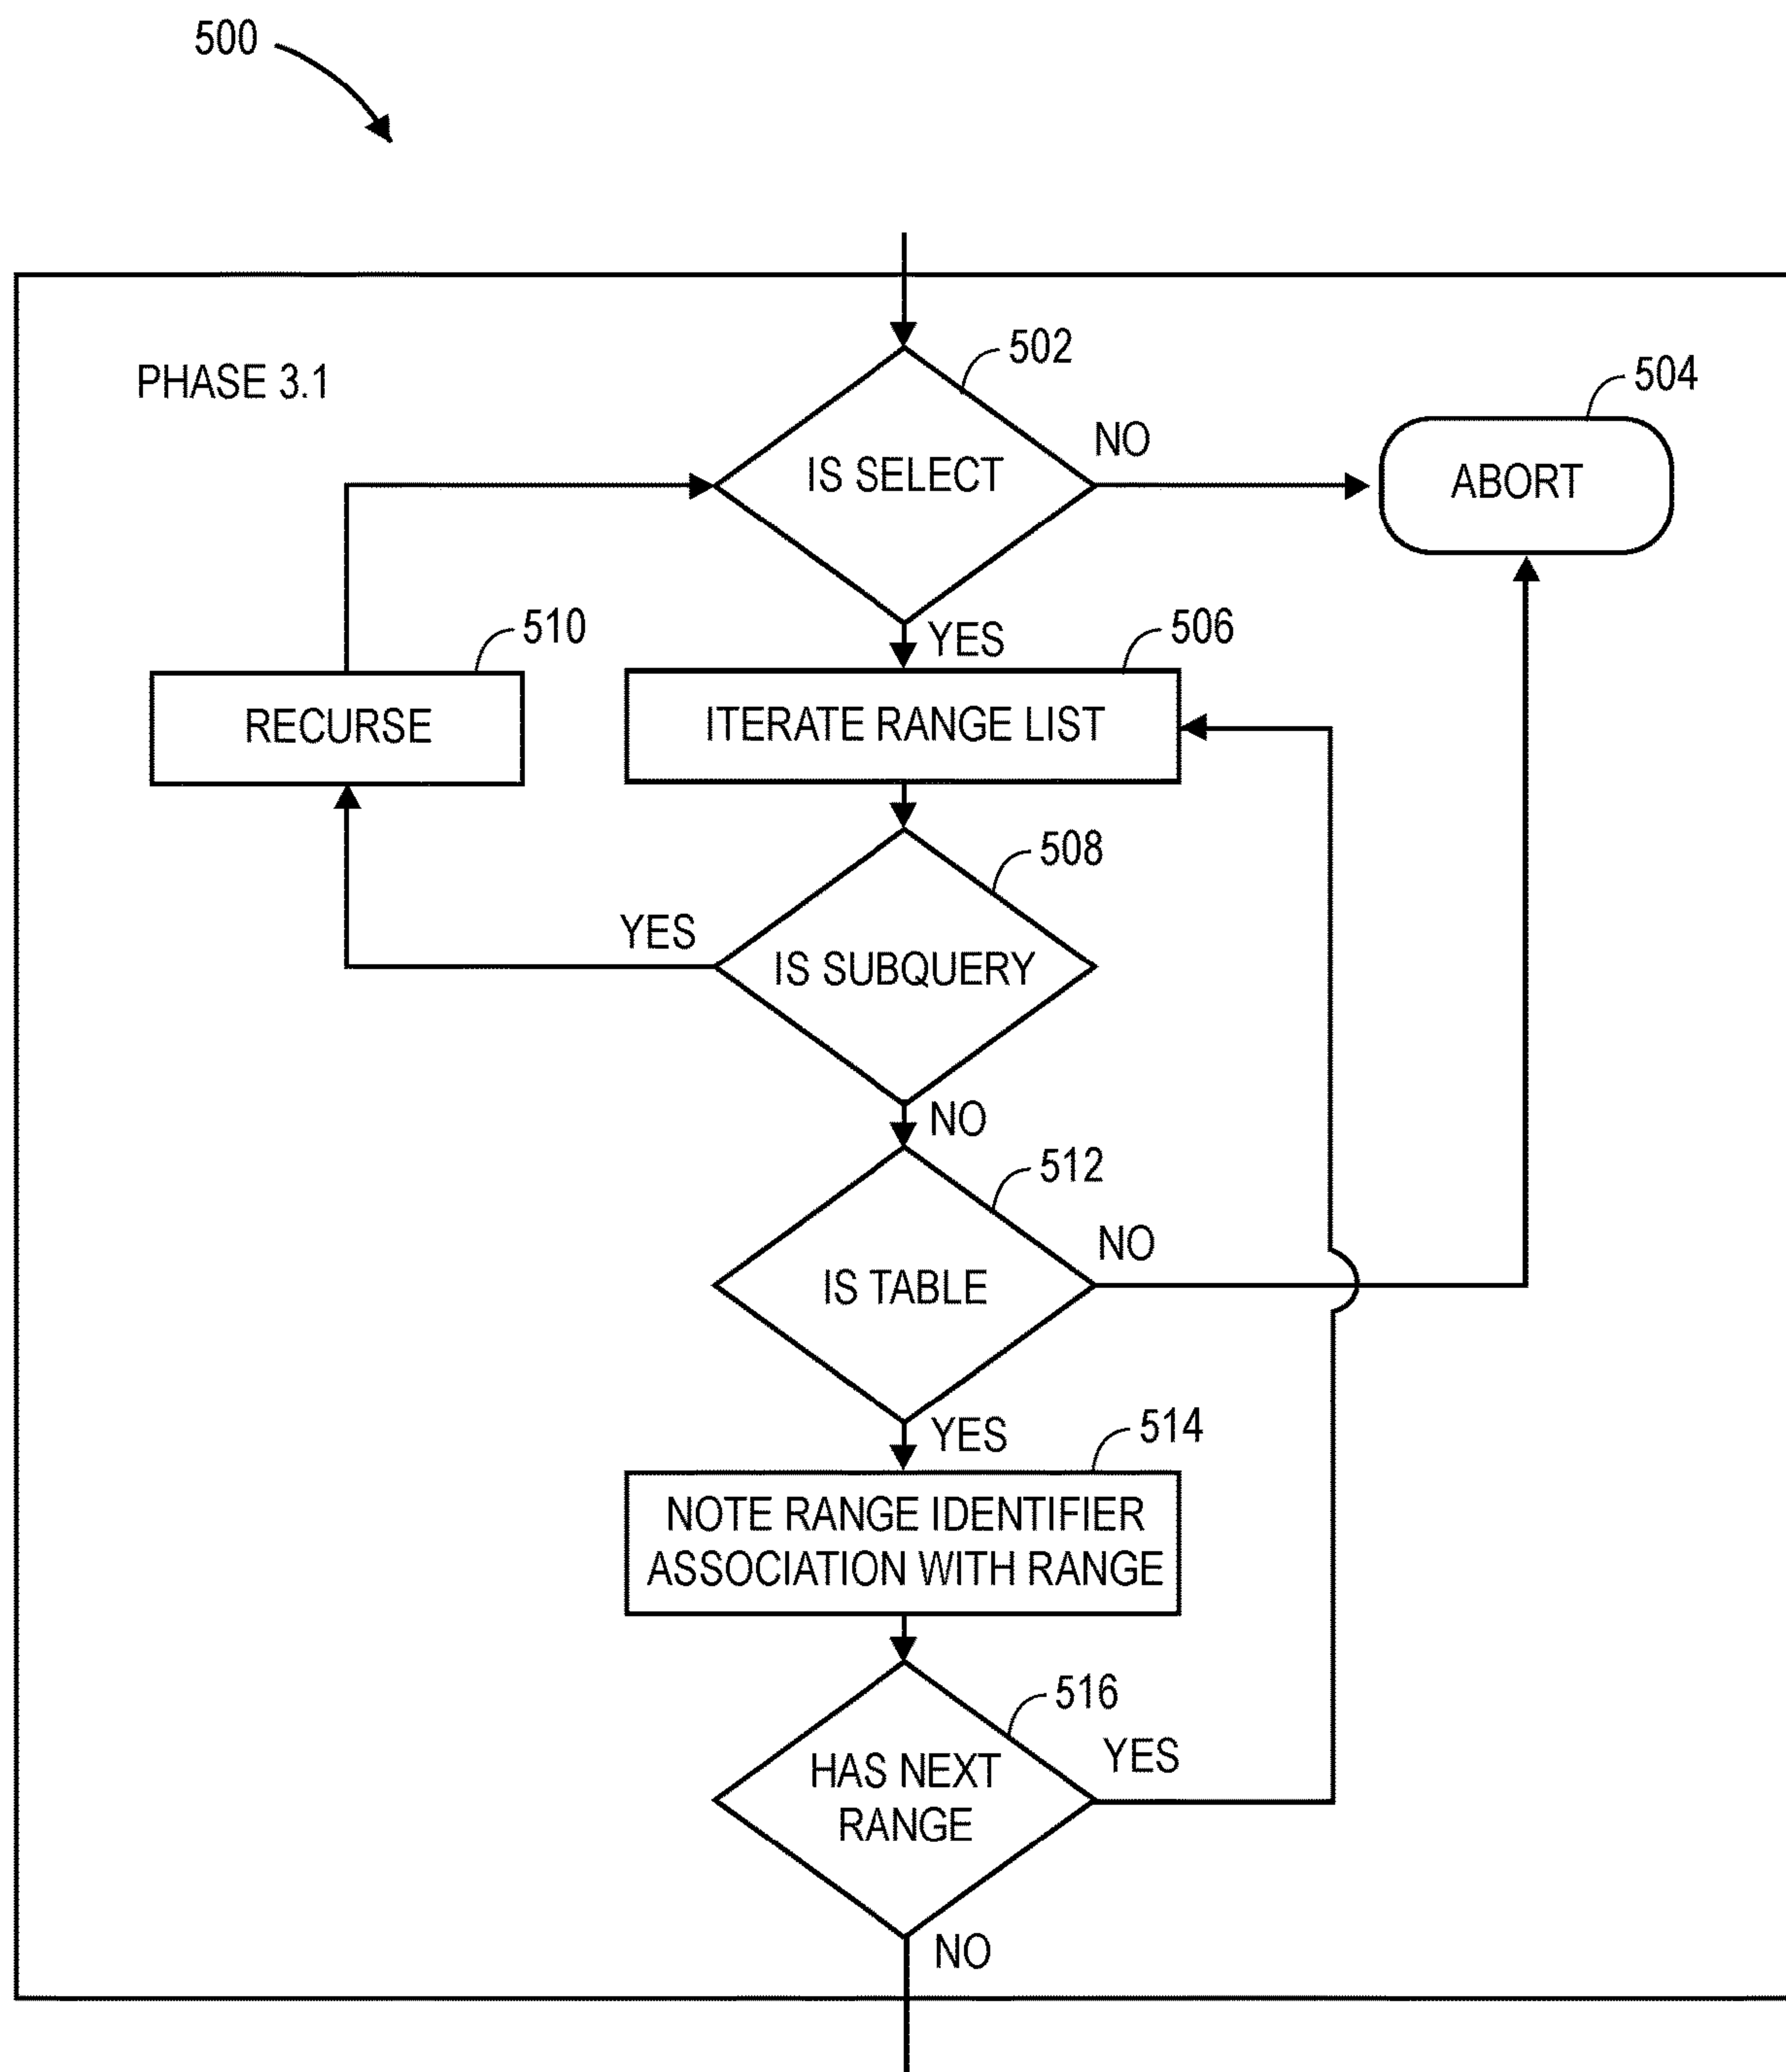 500
PHASE 3.1
502
504
IS SELECT
NO
ABORT
YES
510
506
RECURSE
ITERATE RANGE LIST
508
YES
IS SUBQUERY
NO
512
NO
IS TABLE
YES
514
NOTE RANGE IDENTIFIER
ASSOCIATION WITH RANGE
516
YES
HAS NEXT
RANGE
NO